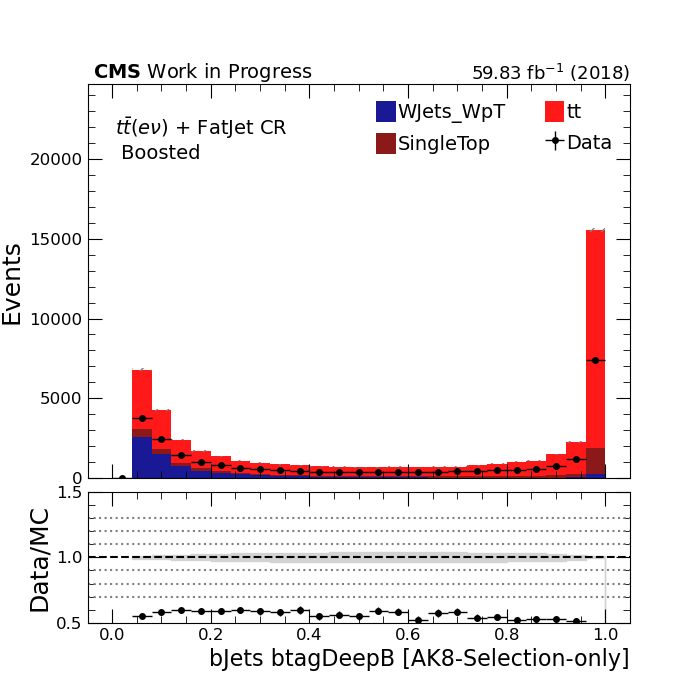 CMS Work in Progress 59.83 fb⁻¹ (2018)
tt̄(eν) + FatJet CR
Boosted
WJets_WpT
tt
SingleTop
Data
Events
20000
15000
10000
5000
0
Data/MC
1.5
1.0
0.5
0.0 0.2 0.4 0.6 0.8 1.0
bJets btagDeepB [AK8-Selection-only]